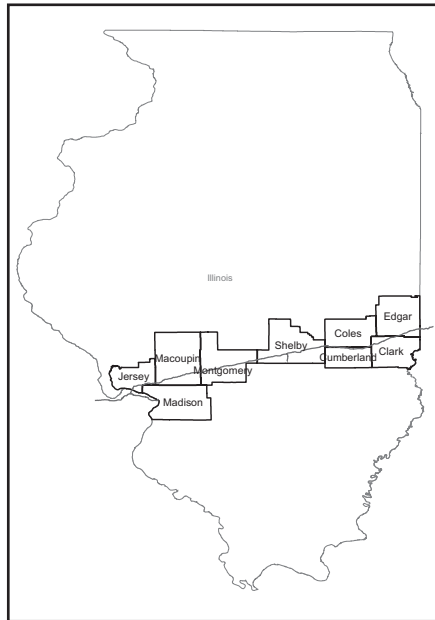 Illinois
Edgar
Coles
Shelby
Macoupin
Cumberland
Clark
Montgomery
Jersey
Madison